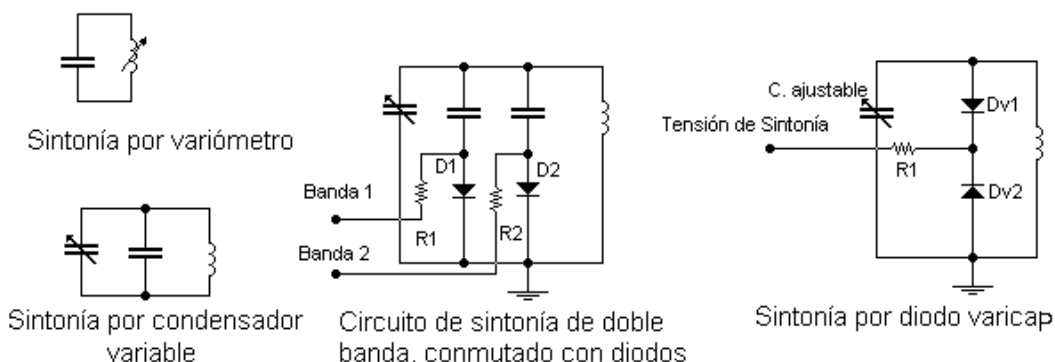 Sintonía por variómetro
Sintonía por condensador
variable
Banda 1
Banda 2
D1
D2
R1
R2
Circuito de sintonía de doble
banda, conmutado con diodos
C. ajustable
Tensión de Sintonía
Dv1
R1
Dv2
Sintonía por diodo varicap